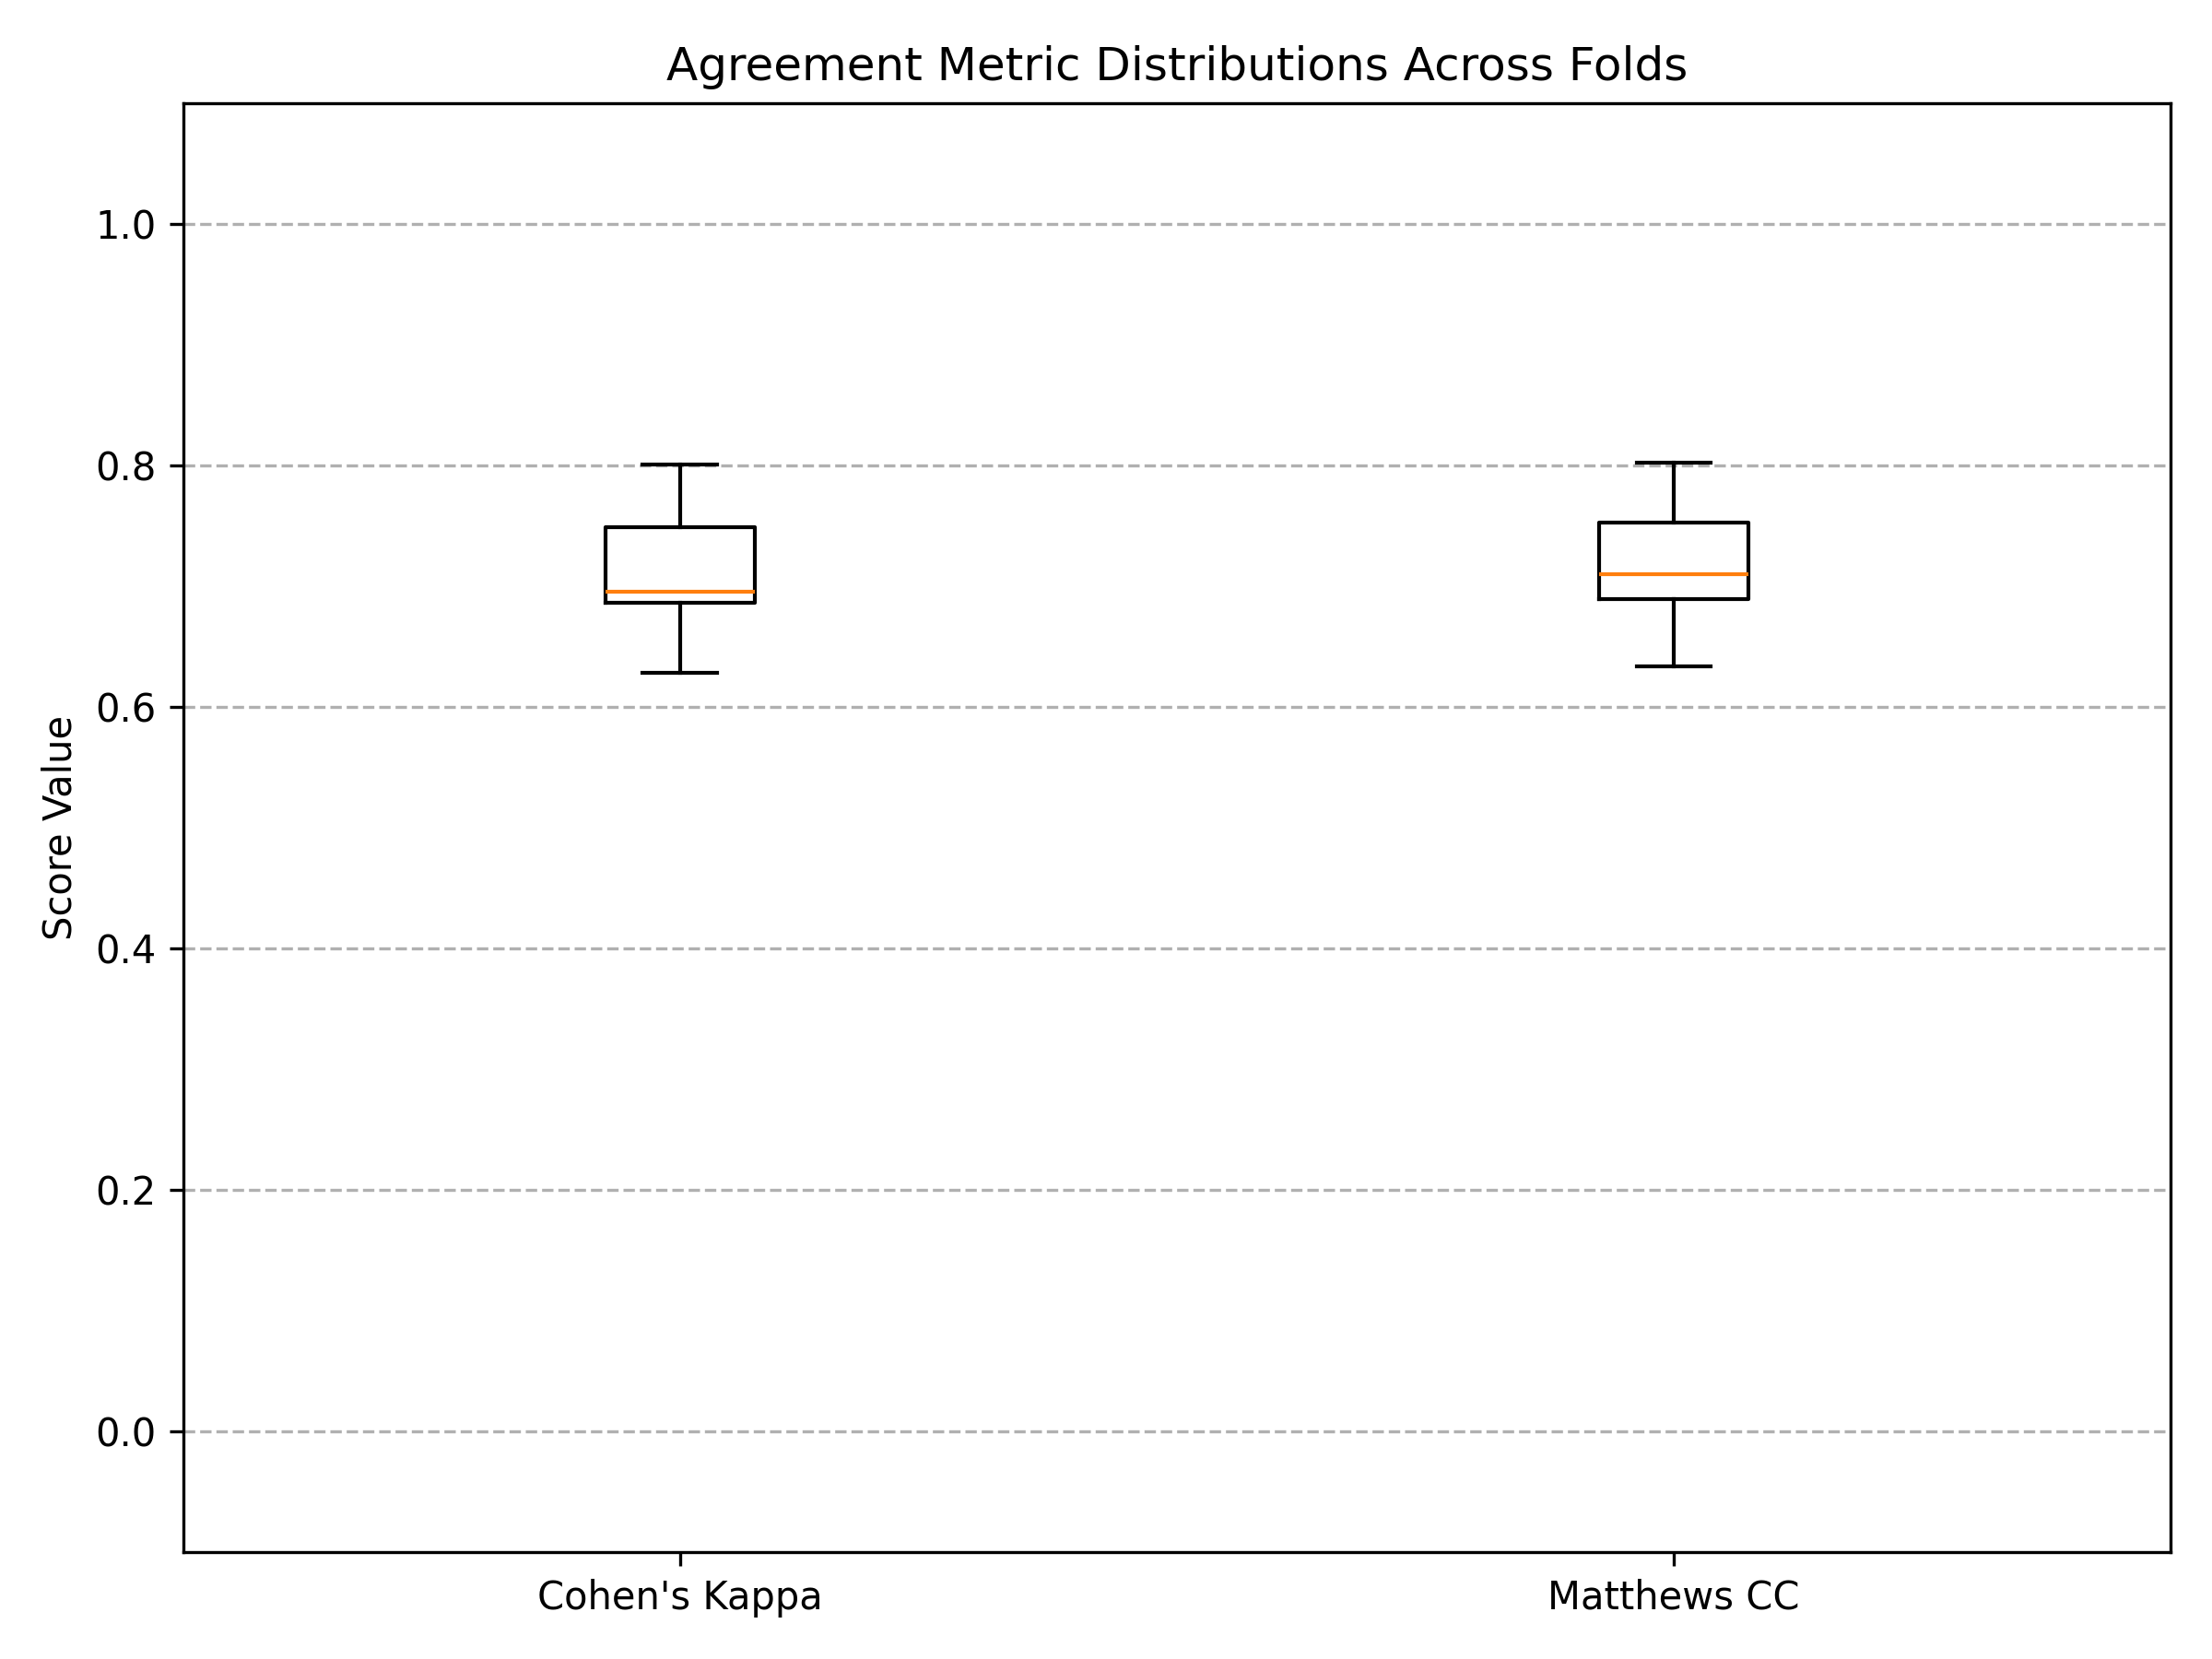 Agreement Metric Distributions Across Folds
1.0
0.8
0.6
0.4
0.2
0.0
Score Value
Cohen's Kappa
Matthews CC